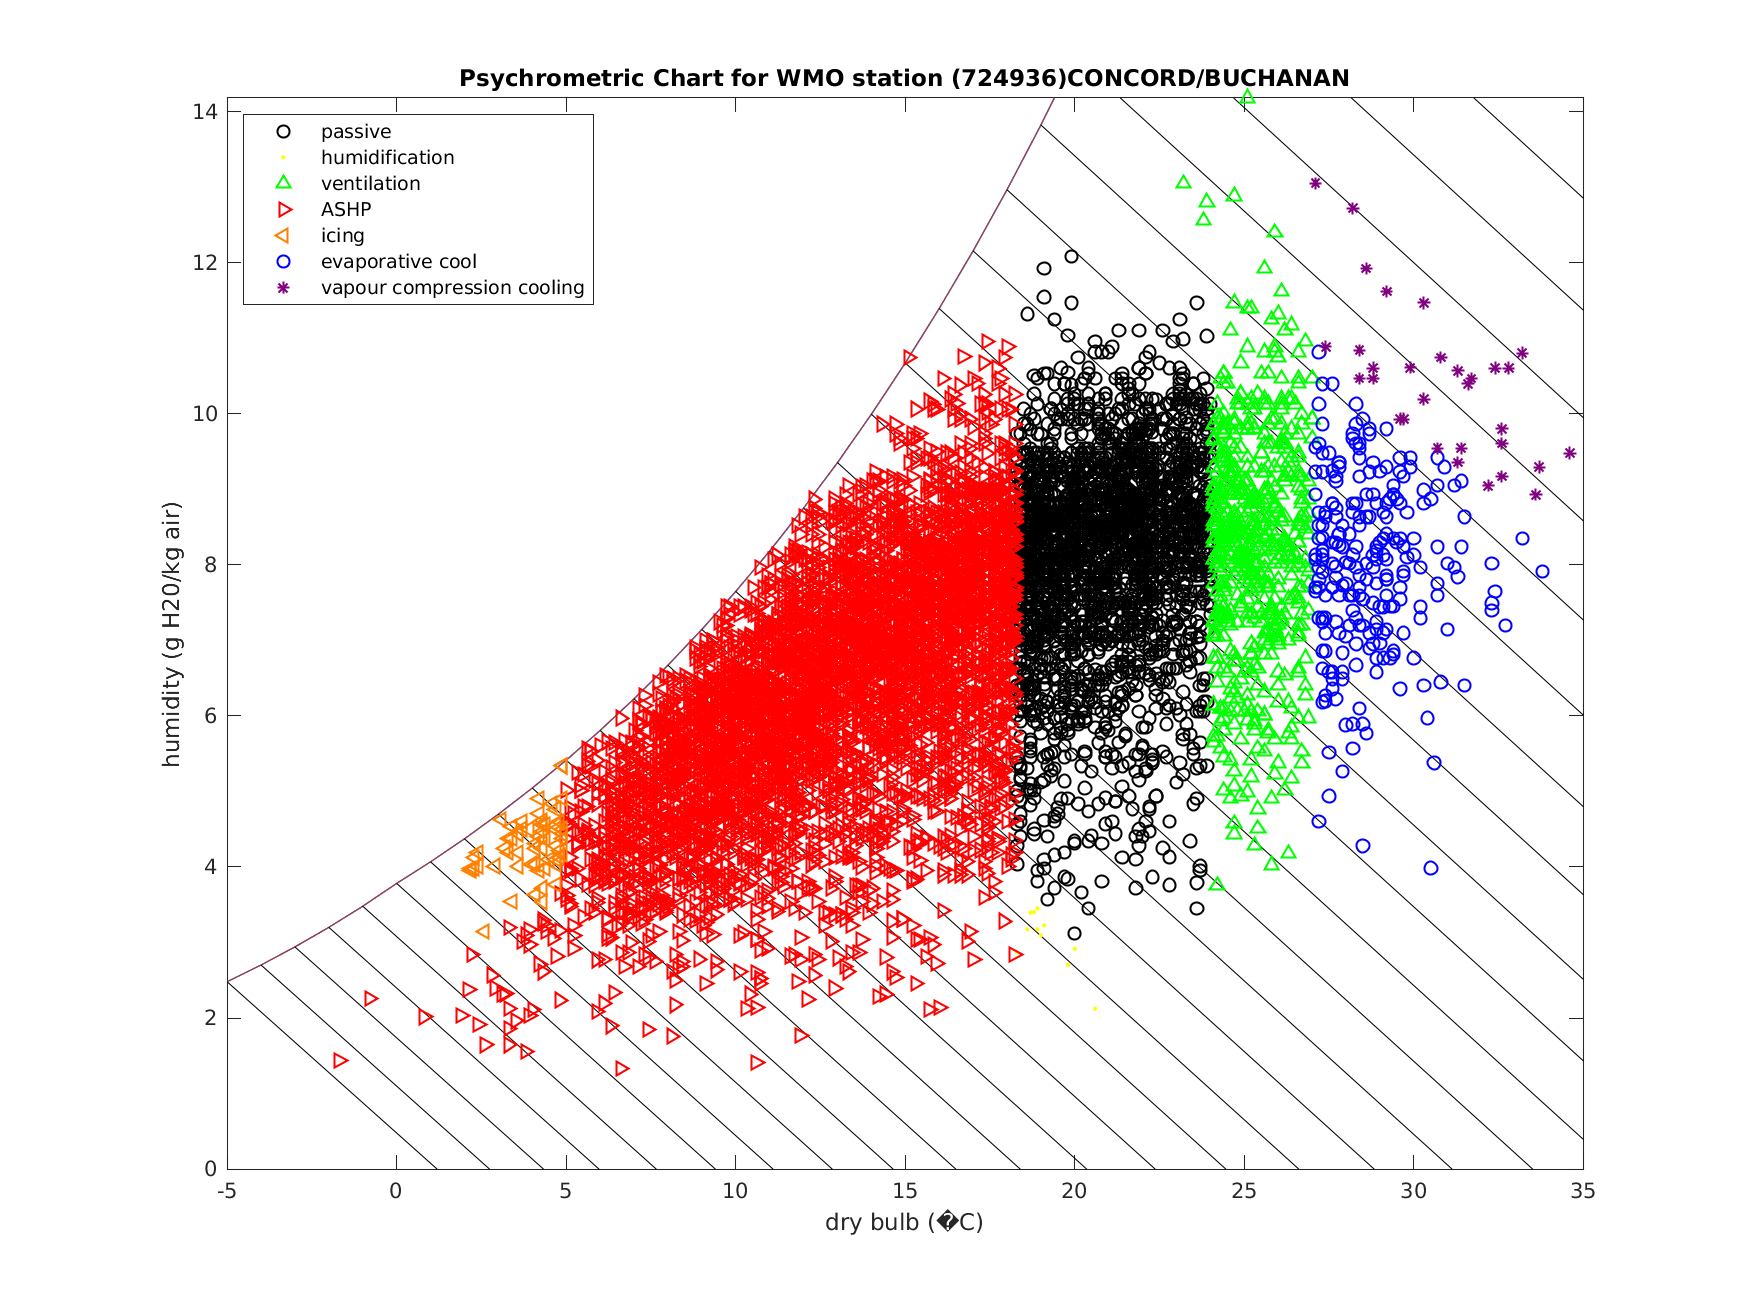 Psychrometric Chart for WMO station (724936)CONCORD/BUCHANAN
passive
humidification
ventilation
ASHP
icing
evaporative cool
vapour compression cooling
humidity (g H20/kg air)
14
12
10
8
6
4
2
0
-5 0 5 10 15 20 25 30 35
dry bulb (�C)